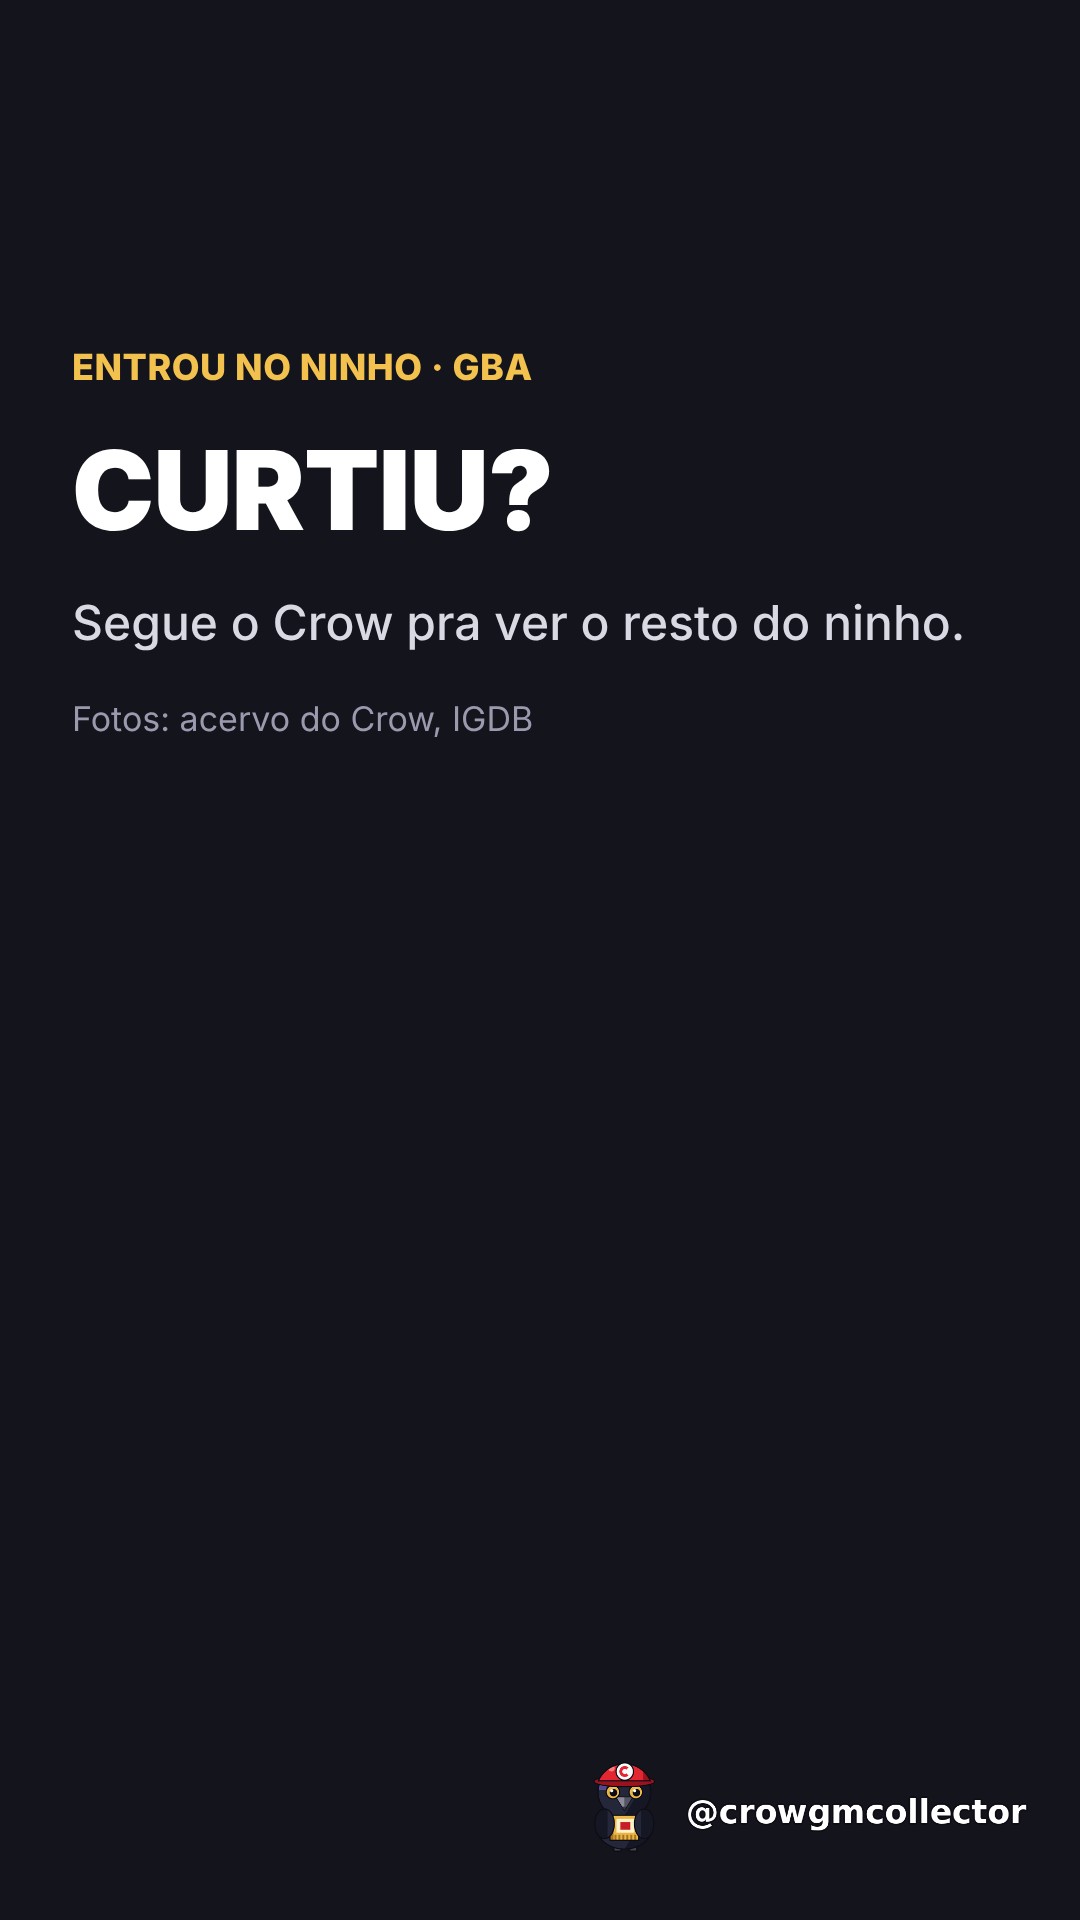 ENTROU NO NINHO · GBA
CURTIU?
Segue o Crow pra ver o resto do ninho.
Fotos: acervo do Crow, IGDB
C
@crowgmcollector